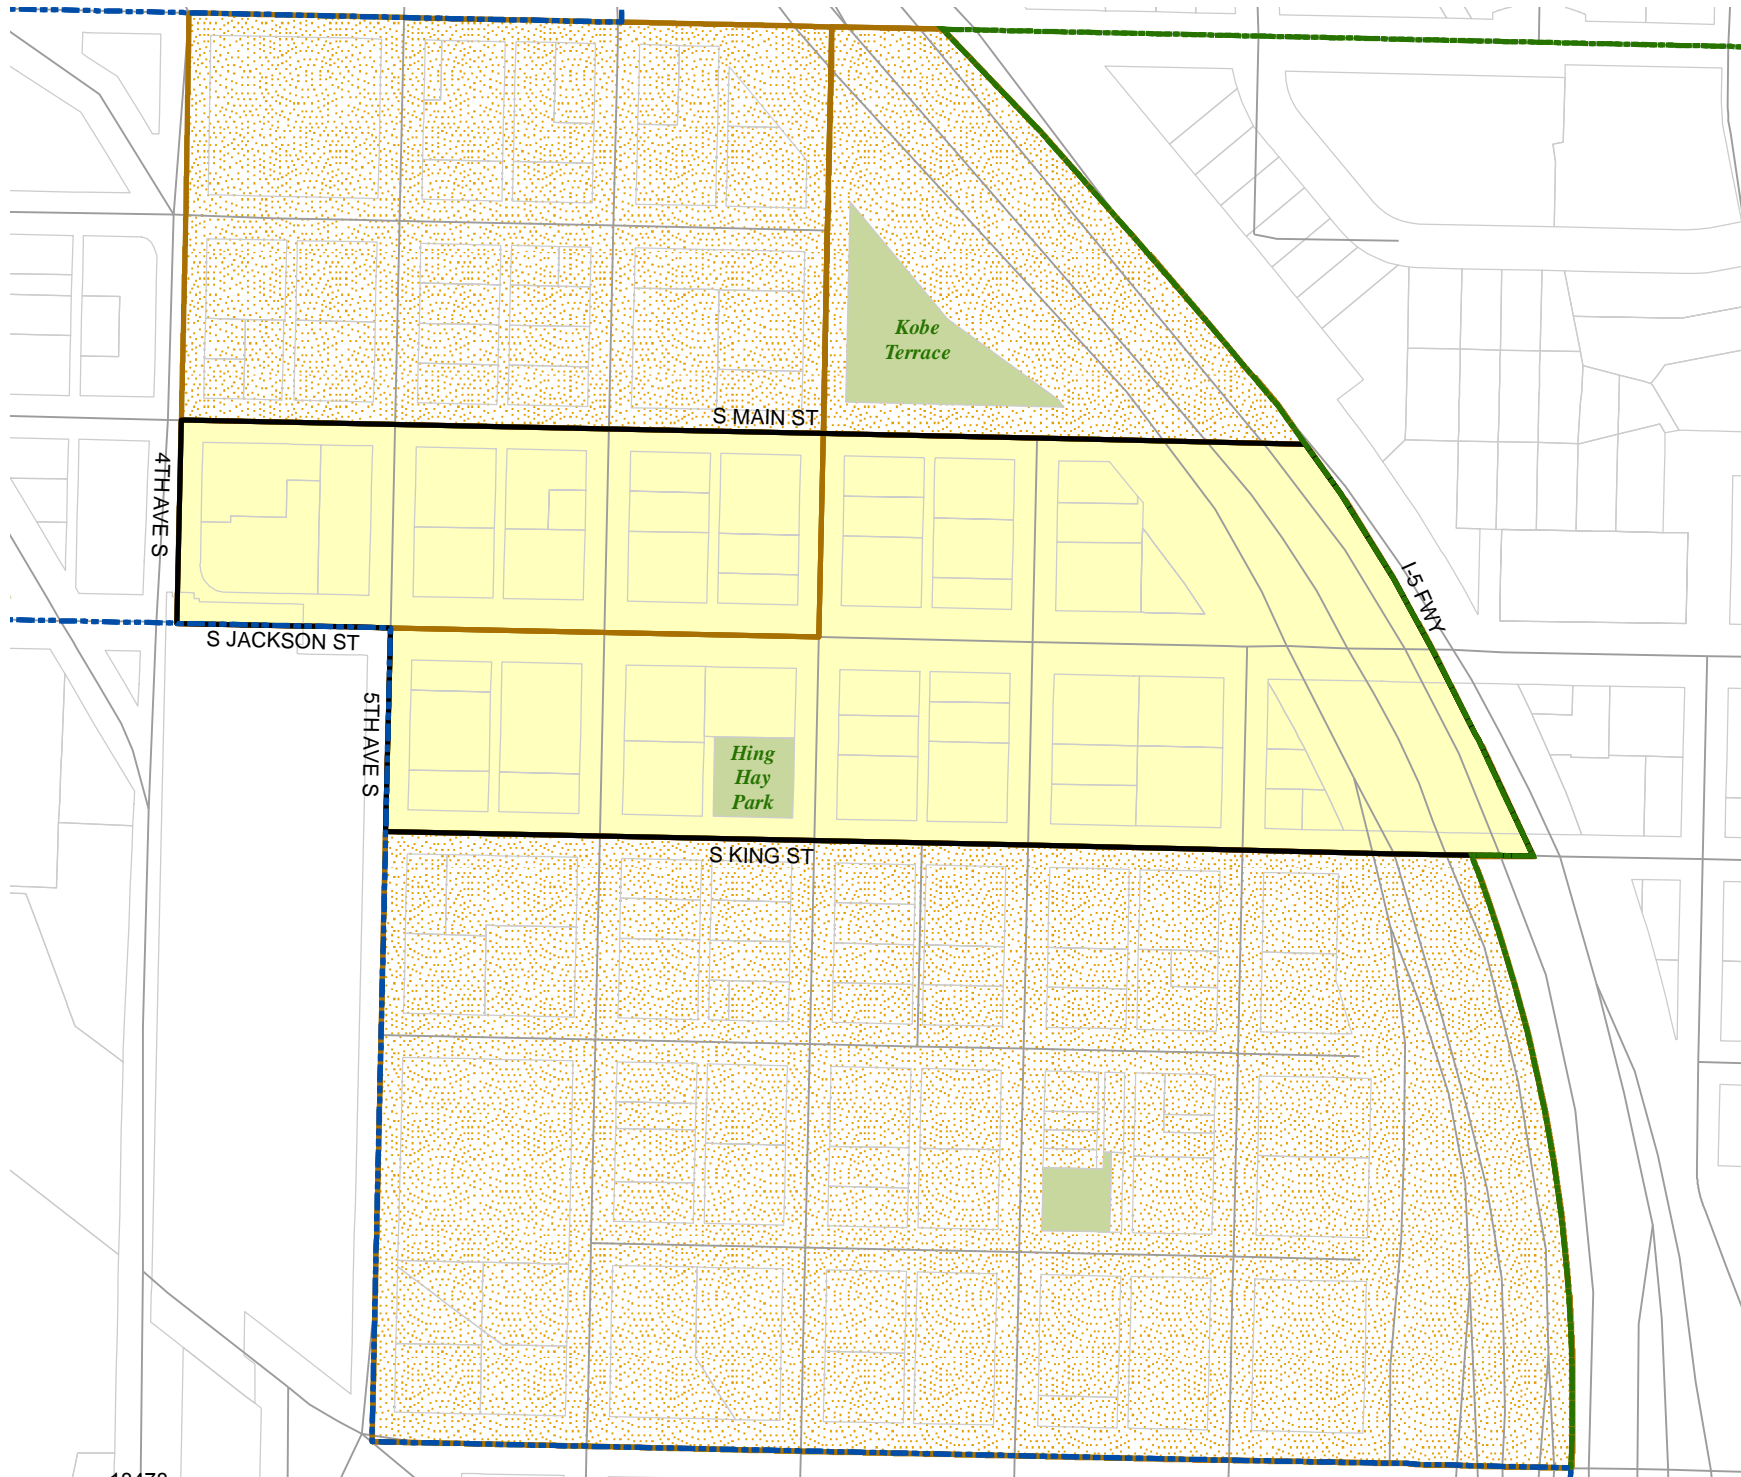 Kobe
Terrace
S MAIN ST
4TH AVE S
I-5 FWY
S JACKSON ST
5TH AVE S
Hing
Hay
Park
S KING ST